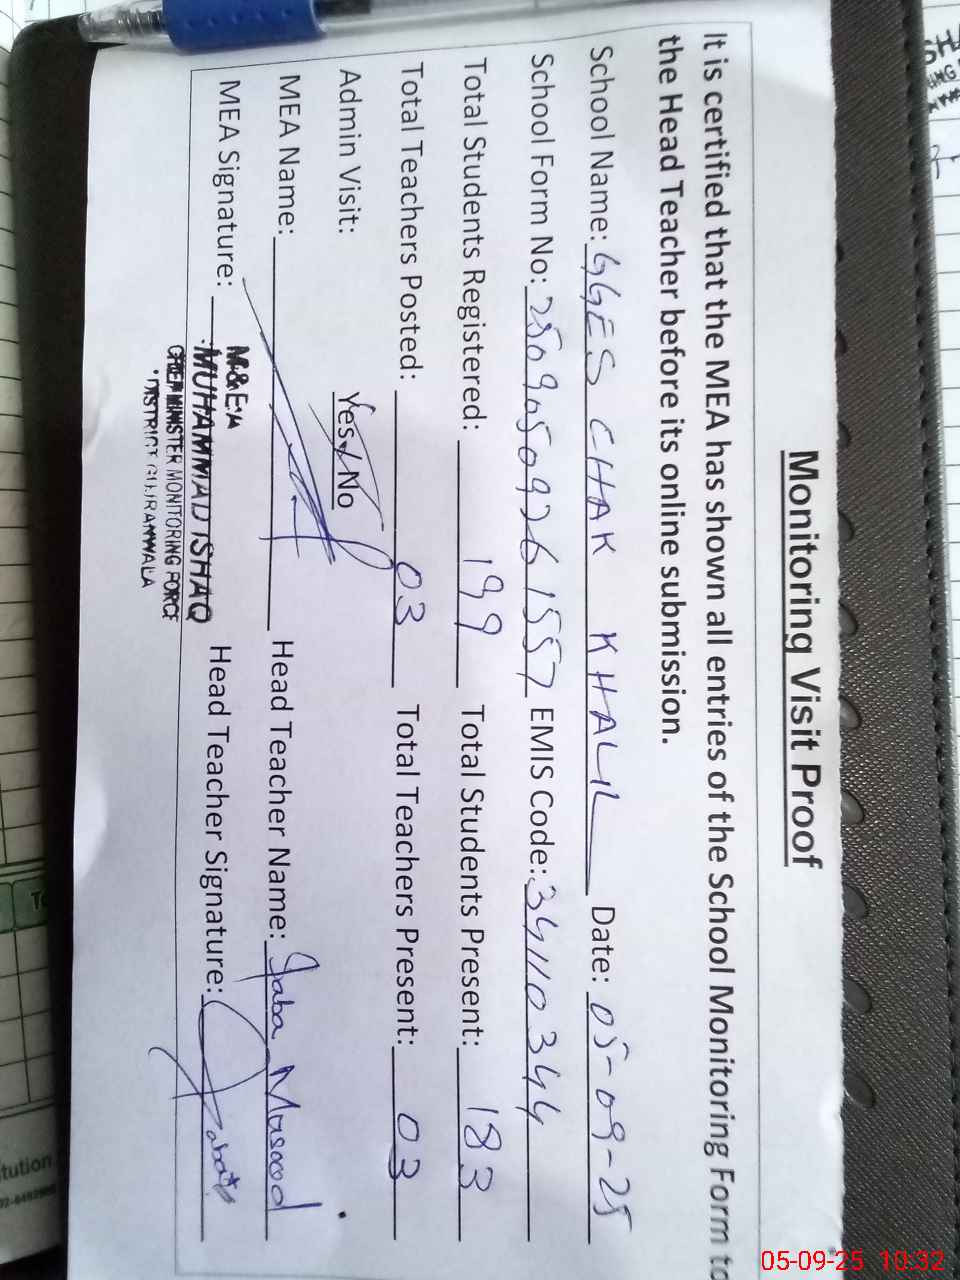 Monitoring Visit Proof
It is certified that the MEA has shown all entries of the School Monitoring Form to
the Head Teacher before its online submission.
School Name: GGES CHAK KHALIL Date: 05-09-25
School Form No: 25090509261557 EMIS Code: 34110344
Total Students Registered: 199 Total Students Present: 183
Total Teachers Posted: 03 Total Teachers Present: 03
Admin Visit: Yes / No
MEA Name: Head Teacher Name: Saba Masood
MEA Signature: Head Teacher Signature:
M&EA
MUHAMMAD ISHAQ
CHIEF MINISTER MONITORING FORCE
DISTRICT GUJRANWALA
tution
05-09-25 10:32